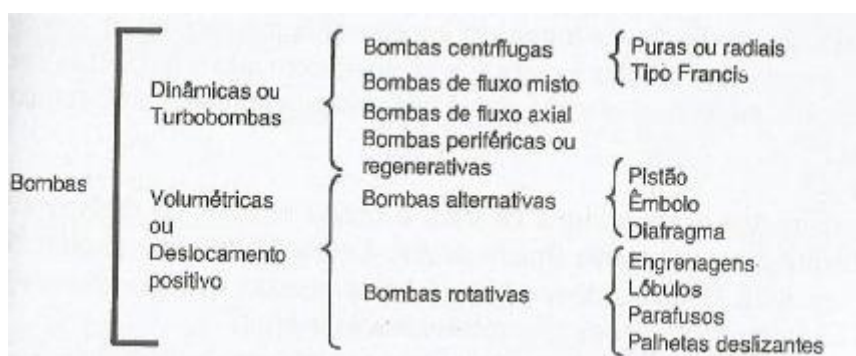 Bombas
Dinâmicas ou
Turbobombas
Bombas centrífugas
Puras ou radiais
Tipo Francis
Bombas de fluxo misto
Bombas de fluxo axial
Bombas periféricas ou
regenerativas
Volumétricas
ou
Deslocamento
positivo
Bombas alternativas
Pistão
Êmbolo
Diafragma
Bombas rotativas
Engrenagens
Lóbulos
Parafusos
Palhetas deslizantes